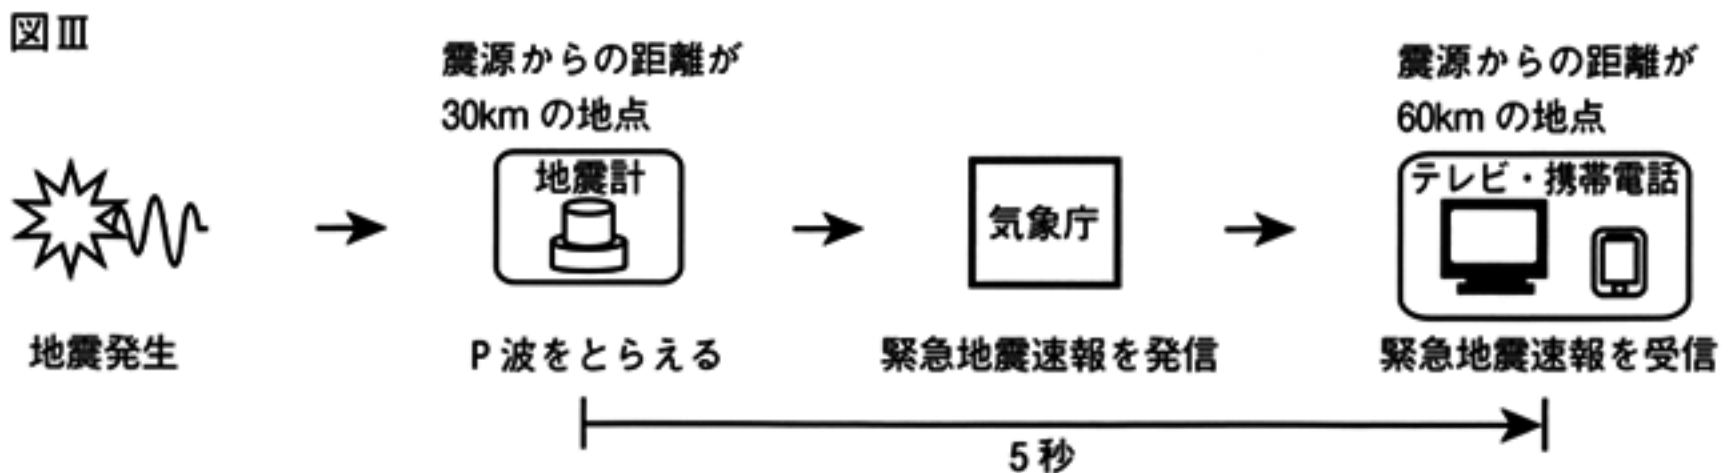 図Ⅲ
震源からの距離が
30km の地点
震源からの距離が
60km の地点
地震計
気象庁
テレビ・携帯電話
地震発生
P 波をとらえる
緊急地震速報を発信
緊急地震速報を受信
5 秒